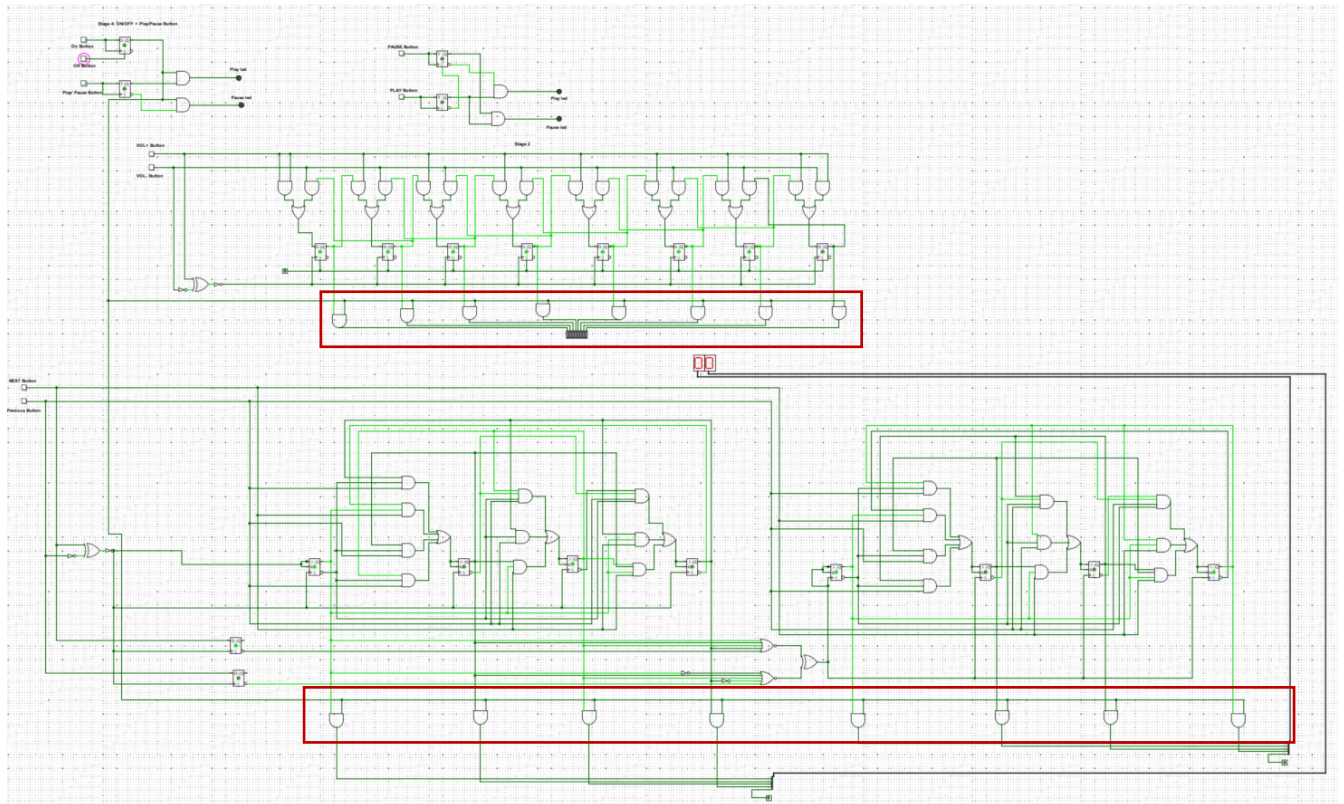 Stage 4- ON/OFF + Play/Pause Button
On Button
Off Button
Play/ Pause Button
Play led
Pause led
PAUSE Button
PLAY Button
Play led
Pause led
Stage 2
VOL+ Button
VOL- Button
NEXT Button
Previous Button